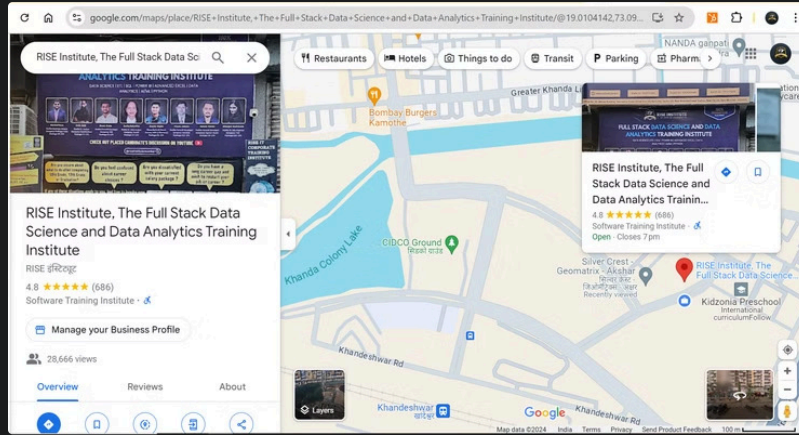 google.com/maps/place/RISE+Institute,+The+Full+Stack+Data+Science+and+Data+Analytics+Training+Institute/@19.0104142,73.09...
RISE Institute, The Full Stack Data Sc
ANALYTICS TRAINING INSTITUTE
RISE Institute, The Full Stack Data
Science and Data Analytics Training
Institute
RISE इंस्टिट्यूट
4.8 ★★★★★ (686)
Software Training Institute ·
Manage your Business Profile
28,666 views
Overview
Reviews
About
Restaurants
Hotels
Things to do
Transit
Parking
Pharm
NANDA ganpati
Greater Khanda
Bombay Burgers
Kamothe
Khanda Colony Lake
CIDCO Ground
सिडको ग्राउंड
RISE INSTITUTE
FULL STACK DATA SCIENCE AND DATA
ANALYTICS TRAINING INSTITUTE
RISE Institute, The Full
Stack Data Science and
Data Analytics Trainin...
4.8 ★★★★★ (686)
Software Training Institute ·
Open · Closes 7 pm
Silver Crest -
Geomatrix - Akshar
Recently viewed
RISE Institute, The
Full Stack Data Science...
Kidzonia Preschool
International
curriculumFollow
Khandeshwar Rd
Khandeshwar
Khandeshwar Rd
Layers
Google
Map data ©2024
India
Terms
Privacy
Send Product Feedback
100 m